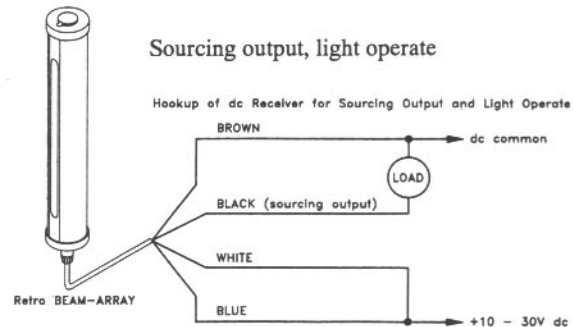 Sourcing output, light operate
Hookup of dc Receiver for Sourcing Output and Light Operate
BROWN
dc common
LOAD
BLACK (sourcing output)
WHITE
Retro BEAM-ARRAY
BLUE
+10 - 30V dc